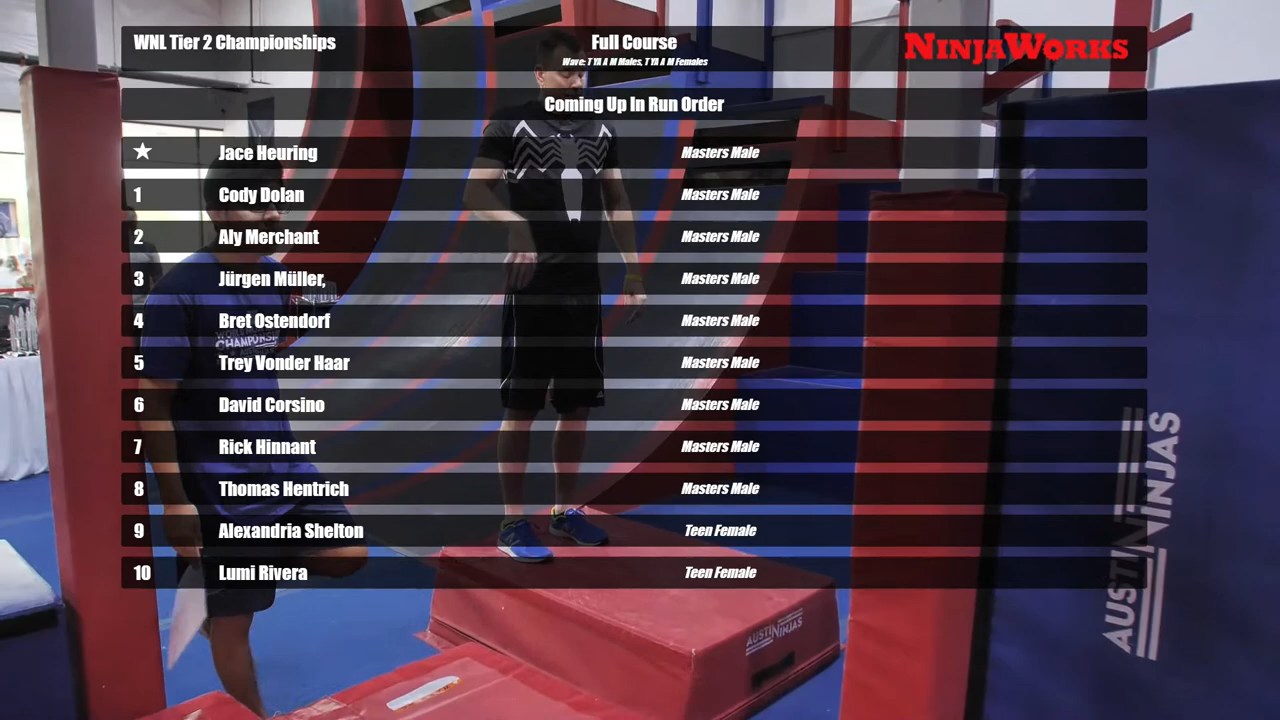 WNL Tier 2 Championships
Full Course
NinjaWorks
Wave: T YA A M Males, T YA A M Females
Coming Up In Run Order
★ Jace Heuring Masters Male
1 Cody Dolan Masters Male
2 Aly Merchant Masters Male
3 Jürgen Müller, Masters Male
4 Bret Ostendorf Masters Male
5 Trey Vonder Haar Masters Male
6 David Corsino Masters Male
7 Rick Hinnant Masters Male
8 Thomas Hentrich Masters Male
9 Alexandria Shelton Teen Female
10 Lumi Rivera Teen Female
CHAMPIONSHIP
AUSTIN NINJAS
AUSTIN NINJAS